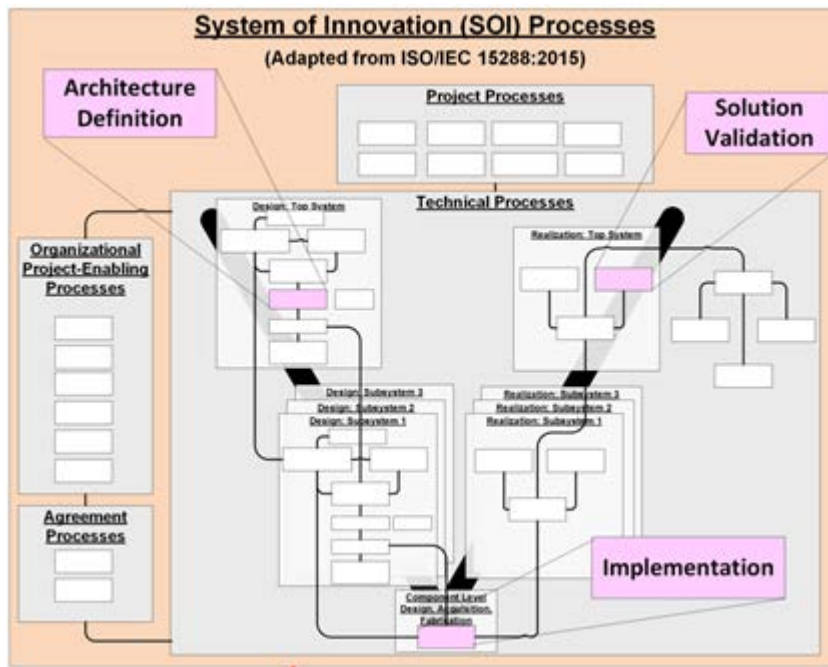 System of Innovation (SOI) Processes
(Adapted from ISO/IEC 15288:2015)
Architecture
Definition
Project Processes
Solution
Validation
Technical Processes
Design: Top System
Realization: Top System
Organizational
Project-Enabling
Processes
Design: Subsystem 3
Design: Subsystem 2
Design: Subsystem 1
Realization: Subsystem 3
Realization: Subsystem 2
Realization: Subsystem 1
Agreement
Processes
Component Level
Design, Acquisition,
Fabrication
Implementation